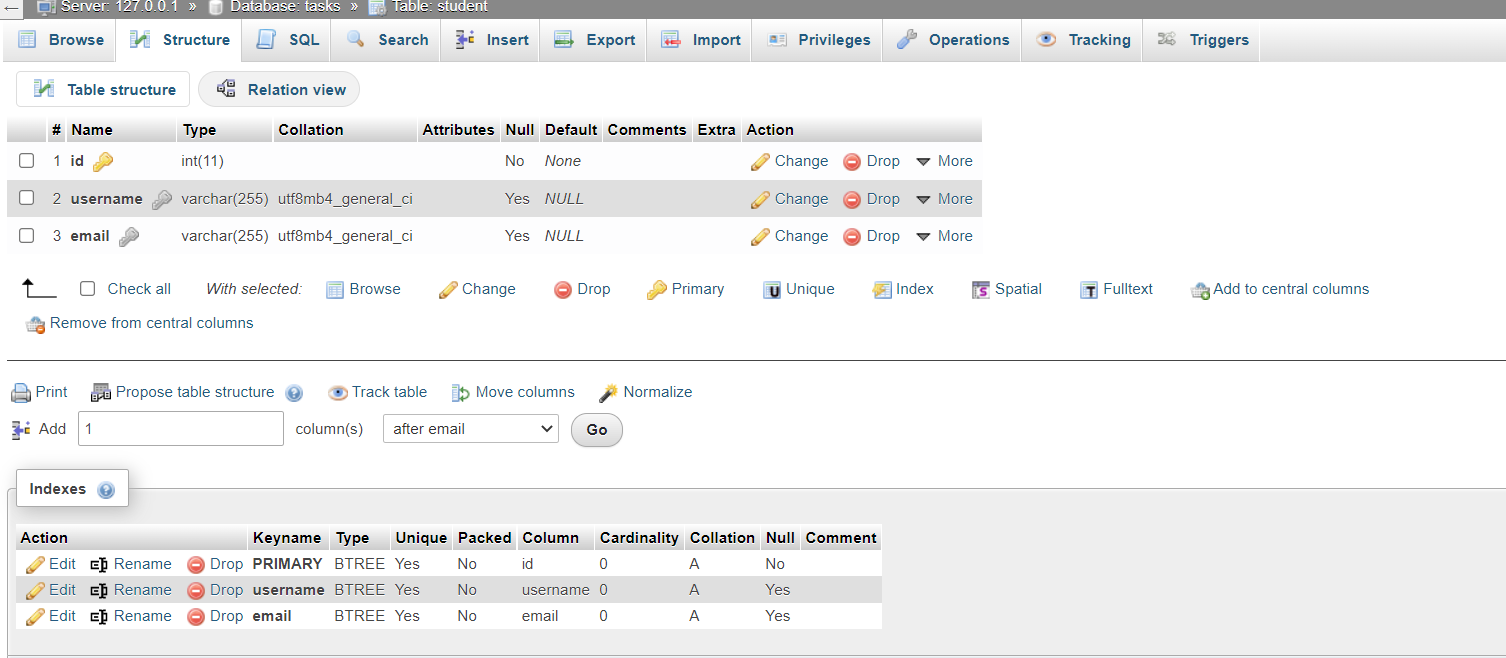 Server: 127.0.0.1 » Database: tasks » Table: student
Browse Structure SQL Search Insert Export Import Privileges Operations Tracking Triggers
Table structure Relation view
# Name Type Collation Attributes Null Default Comments Extra Action
1 id int(11) No None Change Drop More
2 username varchar(255) utf8mb4_general_ci Yes NULL Change Drop More
3 email varchar(255) utf8mb4_general_ci Yes NULL Change Drop More
Check all With selected: Browse Change Drop Primary Unique Index Spatial Fulltext Add to central columns
Remove from central columns
Print Propose table structure Track table Move columns Normalize
Add 1 column(s) after email Go
Indexes
Action Keyname Type Unique Packed Column Cardinality Collation Null Comment
Edit Rename Drop PRIMARY BTREE Yes No id 0 A No
Edit Rename Drop username BTREE Yes No username 0 A Yes
Edit Rename Drop email BTREE Yes No email 0 A Yes